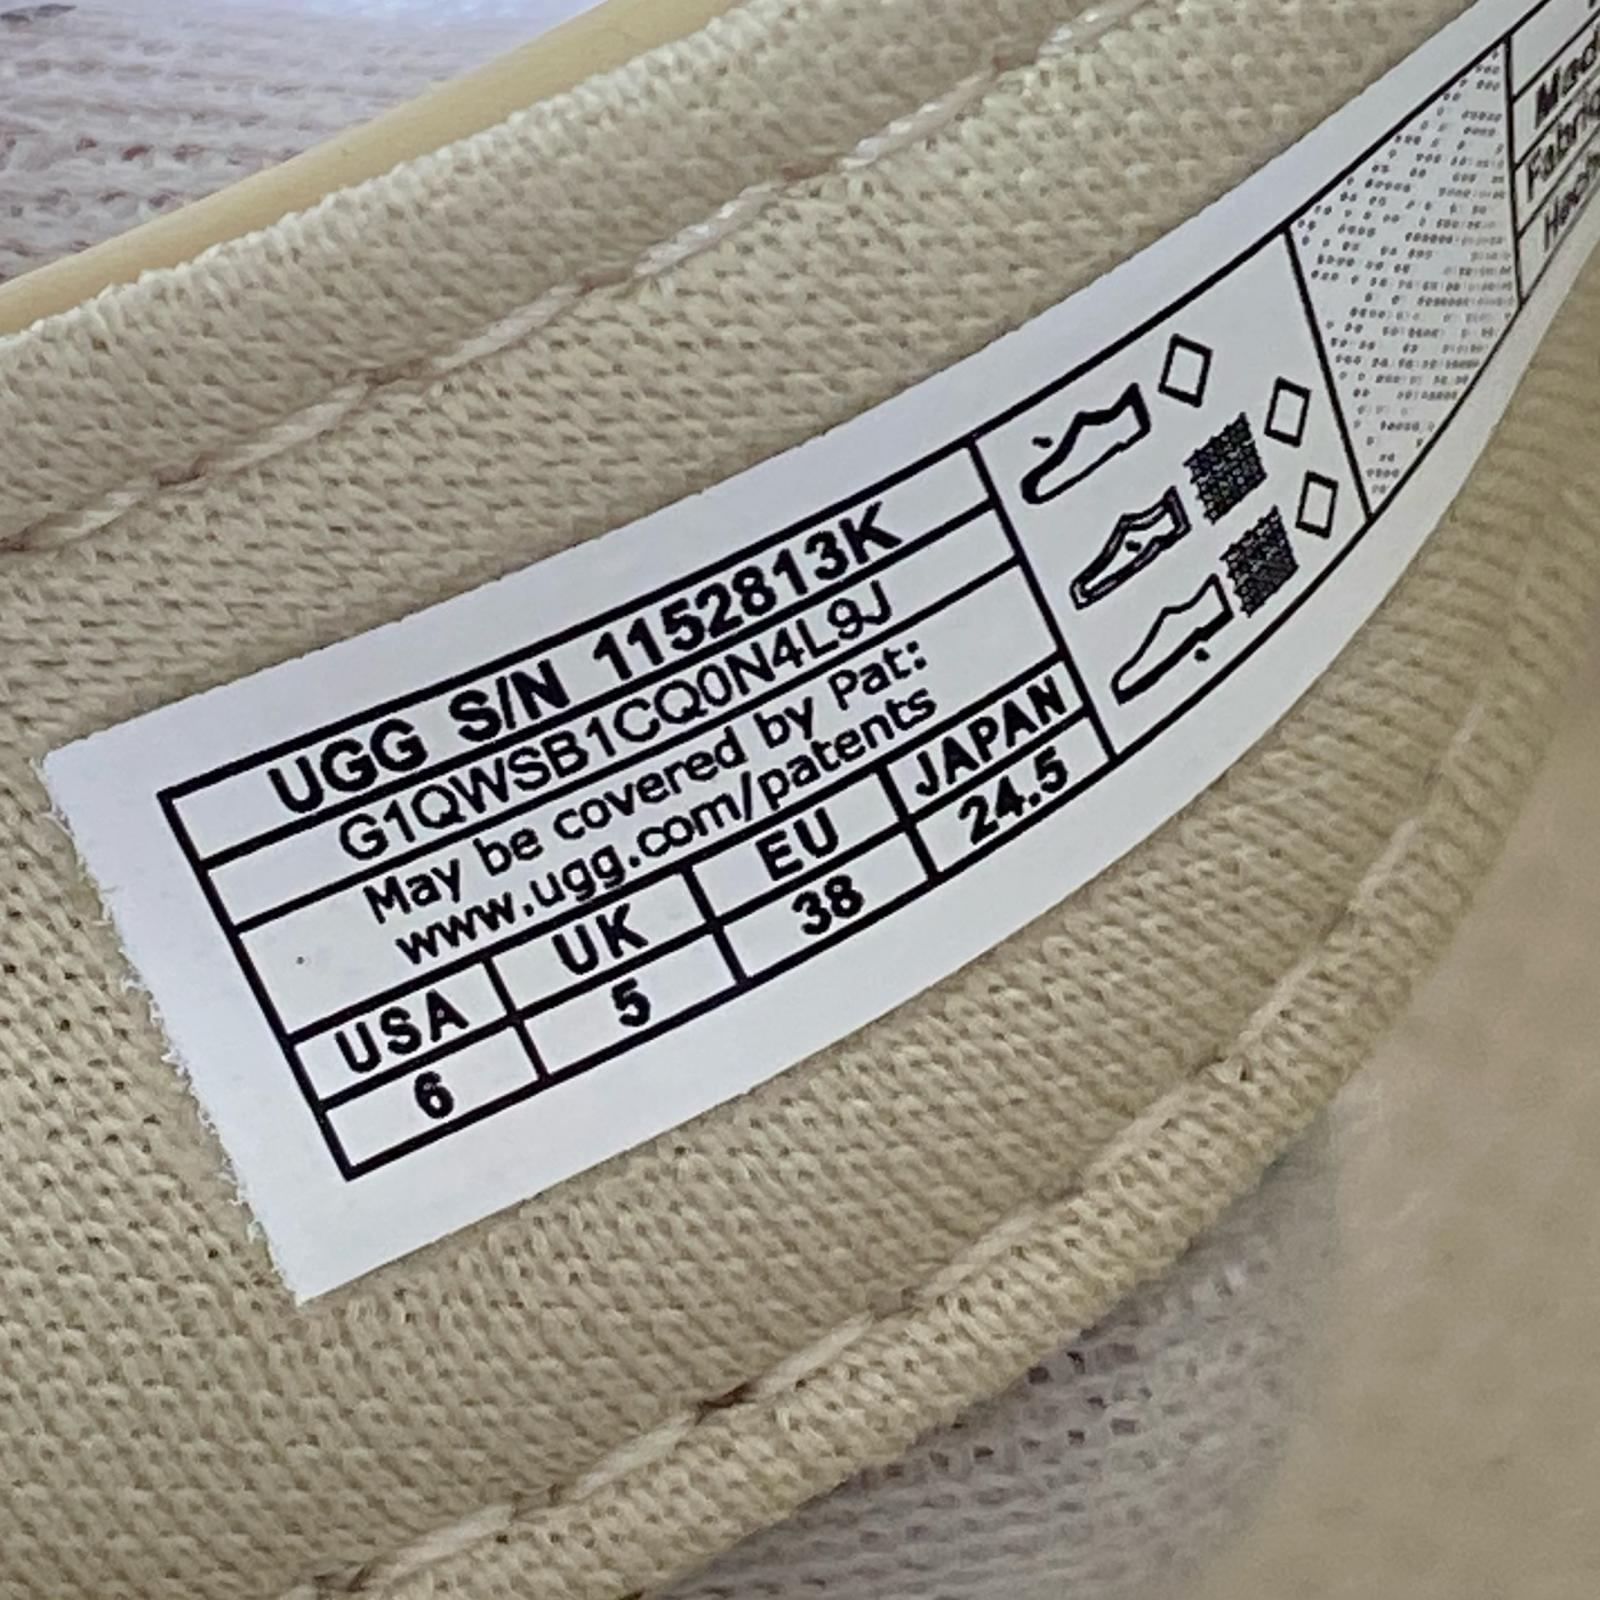 UGG S/N 1152813K
G1QWSB1CQ0N4L9J
May be covered by Pat:
www.ugg.com/patents
USA UK EU JAPAN
6 5 38 24.5